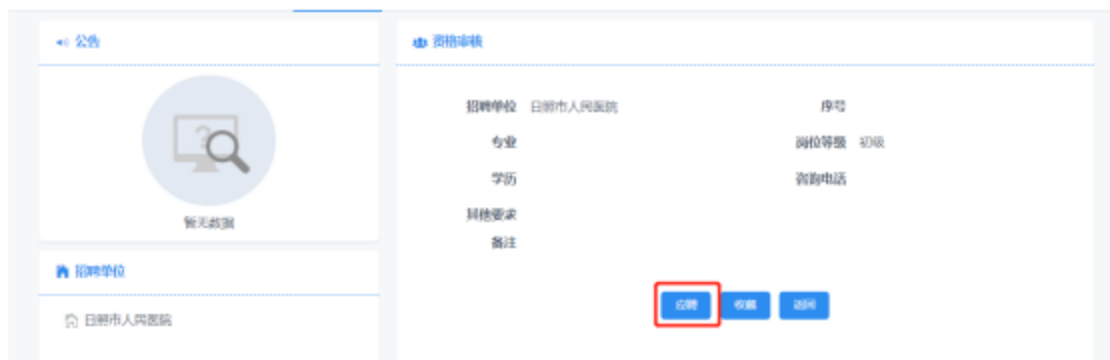 公告
暂无数据
招聘单位
日照市人民医院
资格审核
招聘单位 日照市人民医院 序号
专业 岗位等级 初级
学历 咨询电话
其他要求
备注
应聘 收藏 返回